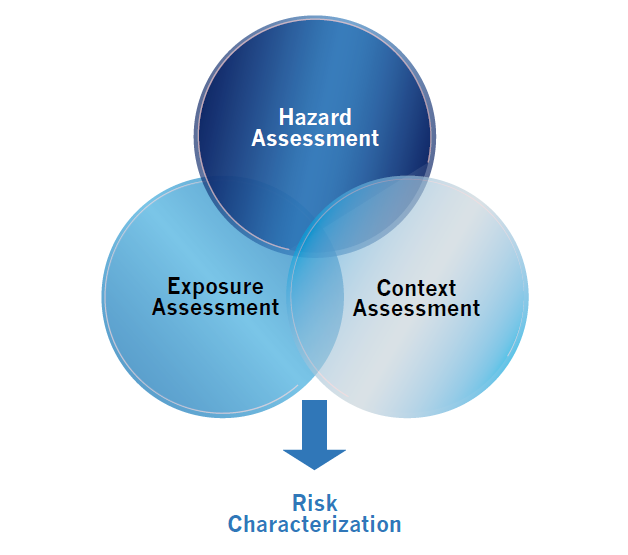 Hazard
Assessment
Exposure
Assessment
Context
Assessment
Risk
Characterization